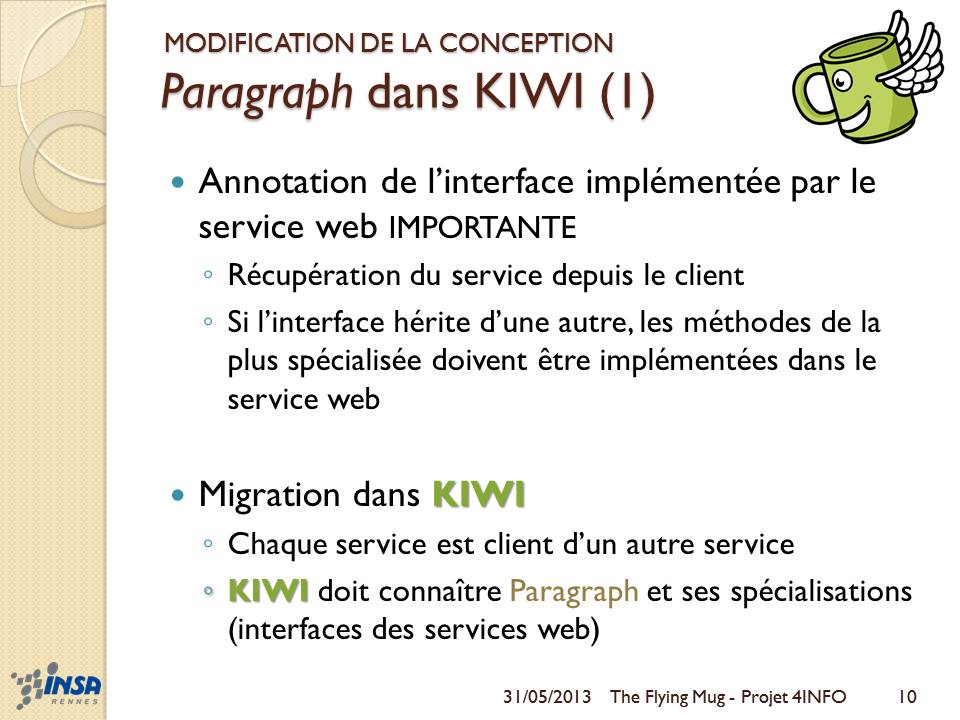 MODIFICATION DE LA CONCEPTION
Paragraph dans KIWI (1)
• Annotation de l’interface implémentée par le
service web IMPORTANTE
◦ Récupération du service depuis le client
◦ Si l’interface hérite d’une autre, les méthodes de la
plus spécialisée doivent être implémentées dans le
service web
• Migration dans KIWI
◦ Chaque service est client d’un autre service
◦ KIWI doit connaître Paragraph et ses spécialisations
(interfaces des services web)
INSA
RENNES
31/05/2013 The Flying Mug - Projet 4INFO 10